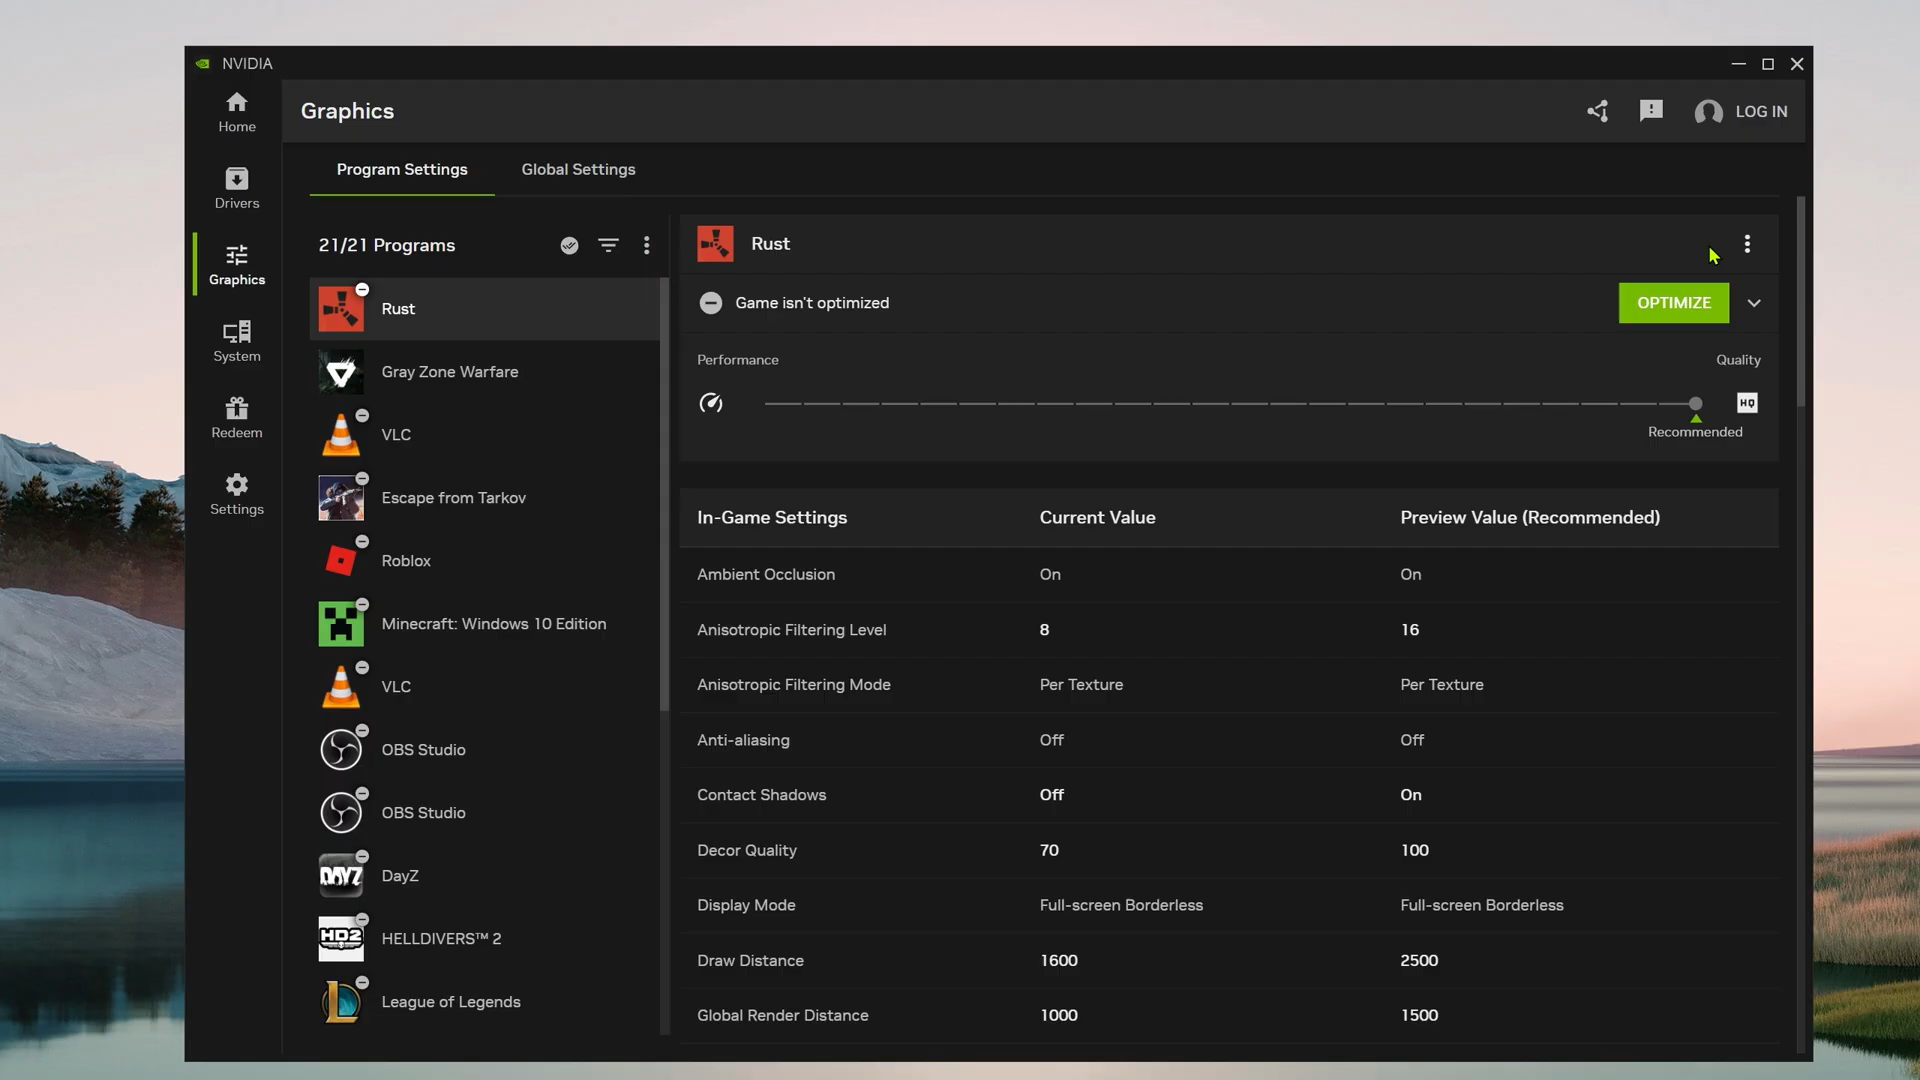 NVIDIA
Home
Drivers
Graphics
System
Redeem
Settings
Graphics
LOG IN
Program Settings
Global Settings
21/21 Programs
Rust
Gray Zone Warfare
VLC
Escape from Tarkov
Roblox
Minecraft: Windows 10 Edition
VLC
OBS Studio
OBS Studio
DAYZ
DayZ
HD2
HELLDIVERS™ 2
League of Legends
Rust
Game isn't optimized
OPTIMIZE
Performance
Quality
HQ
Recommended
In-Game Settings Current Value Preview Value (Recommended)
Ambient Occlusion On On
Anisotropic Filtering Level 8 16
Anisotropic Filtering Mode Per Texture Per Texture
Anti-aliasing Off Off
Contact Shadows Off On
Decor Quality 70 100
Display Mode Full-screen Borderless Full-screen Borderless
Draw Distance 1600 2500
Global Render Distance 1000 1500